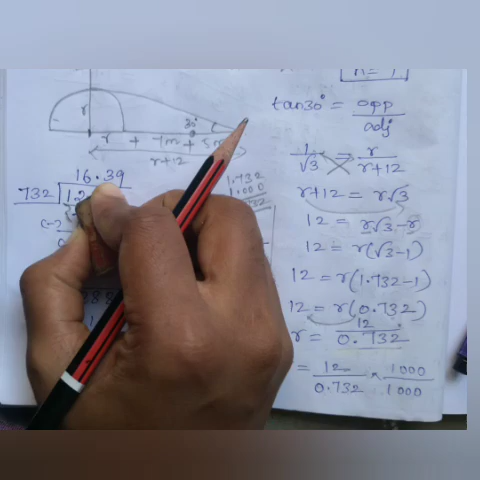 r
30°
r + 7m + 5m
r+12
16.39
732
1.732
1.000
tan30° = opp/adj
1/√3 = r/r+12
r+12 = r√3
12 = r√3-r
12 = r(√3-1)
12 = r(1.732-1)
12 = r(0.732)
r = 12/0.732
= 12/0.732 × 1000/1000